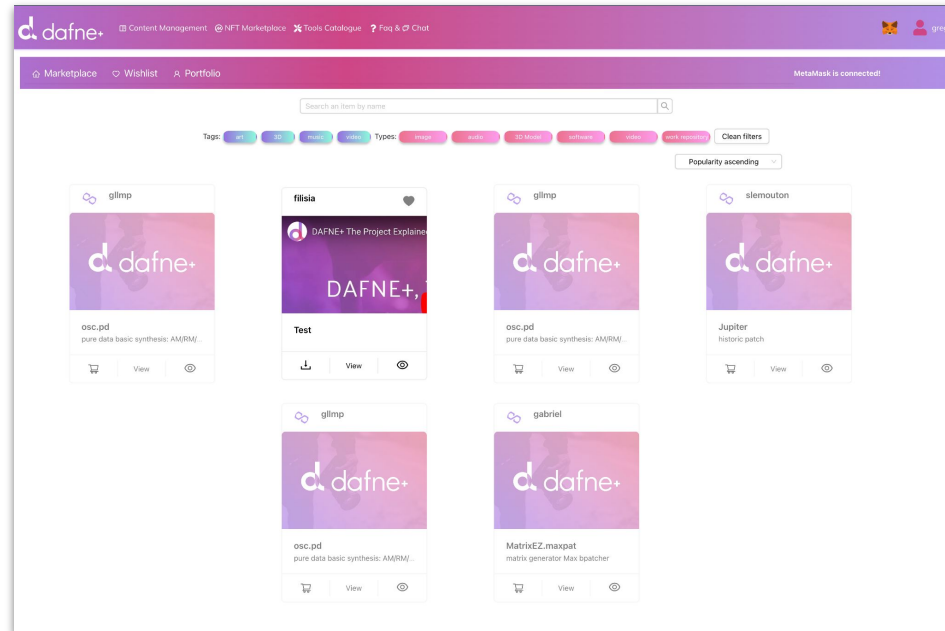 dafne+ Content Management NFT Marketplace Tools Catalogue ? Faq & Chat
Marketplace Wishlist Portfolio MetaMask is connected!
Search an item by name
Tags: art 3D music video Types: image audio 3D Model software video work repository Clean filters
Popularity ascending
gllmp
dafne+
osc.pd
pure data basic synthesis: AM/RM/...
View
filisia
DAFNE+ The Project Explaine
DAFNE+,
Test
View
gllmp
dafne+
osc.pd
pure data basic synthesis: AM/RM/...
View
slemouton
dafne+
Jupiter
historic patch
View
gllmp
dafne+
osc.pd
pure data basic synthesis: AM/RM/...
View
gabriel
dafne+
MatrixEZ.maxpat
matrix generator Max bpatcher
View